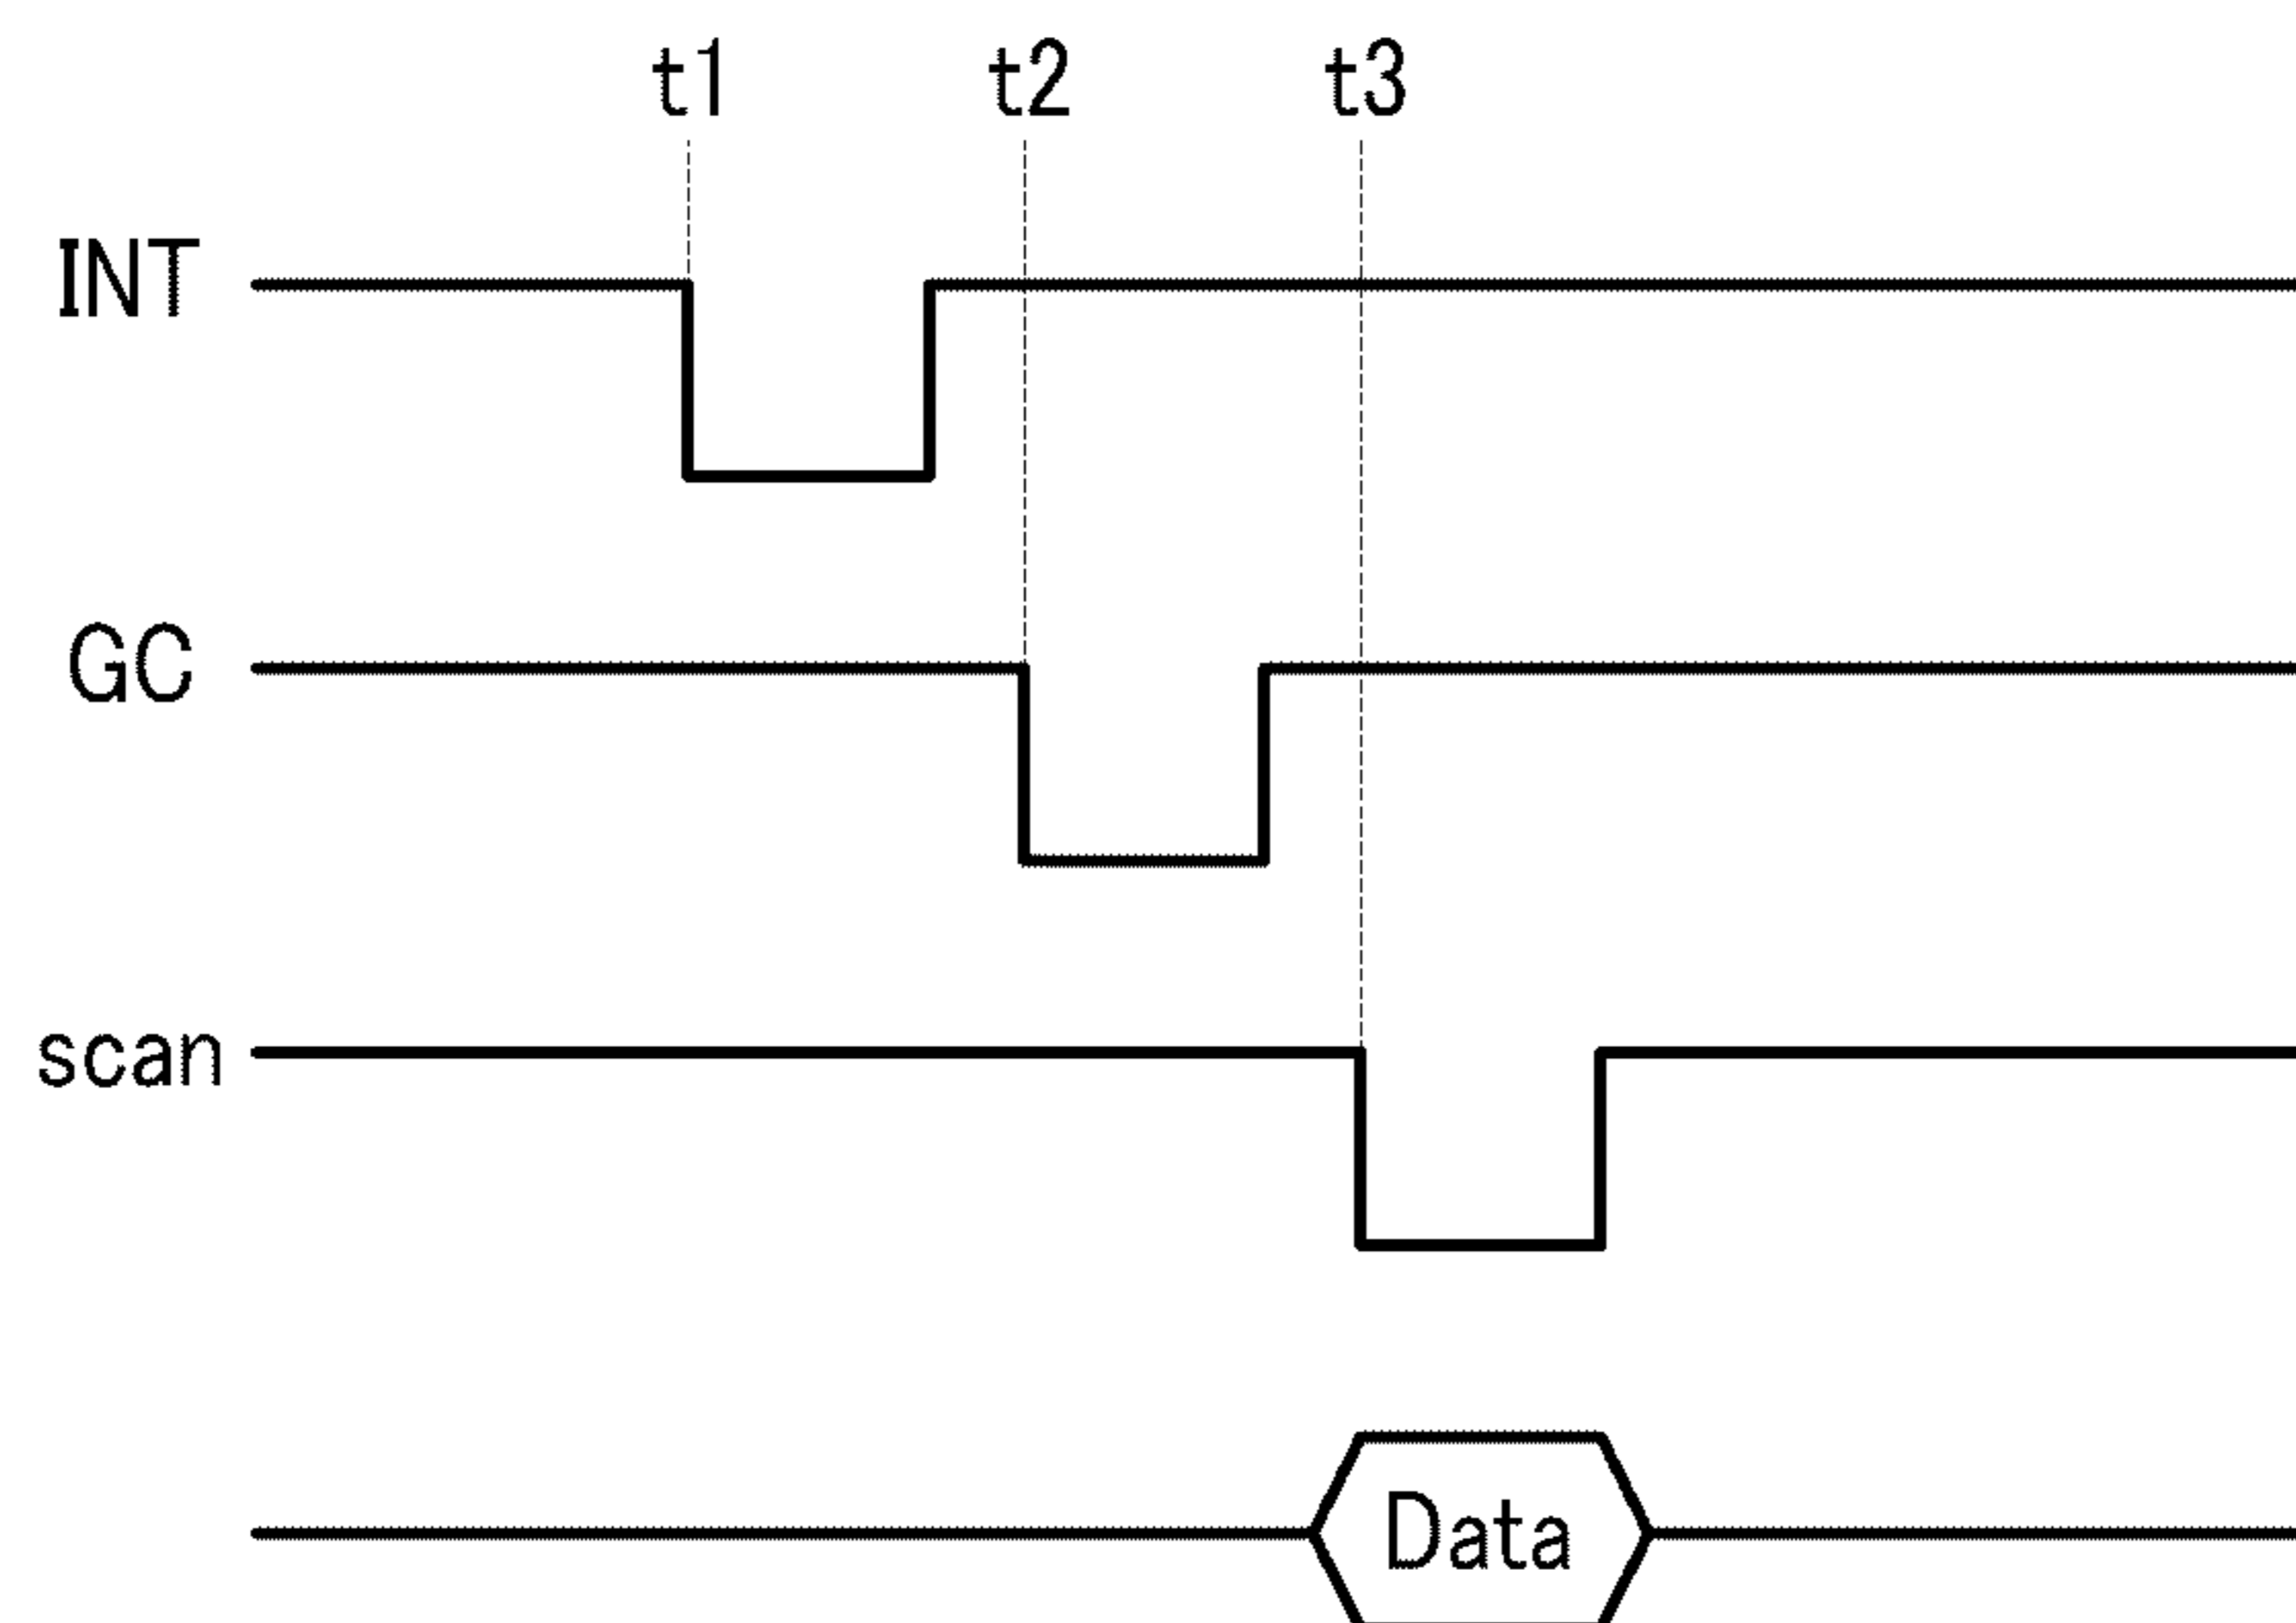 t1 t2 t3
INT
GC
scan
Data